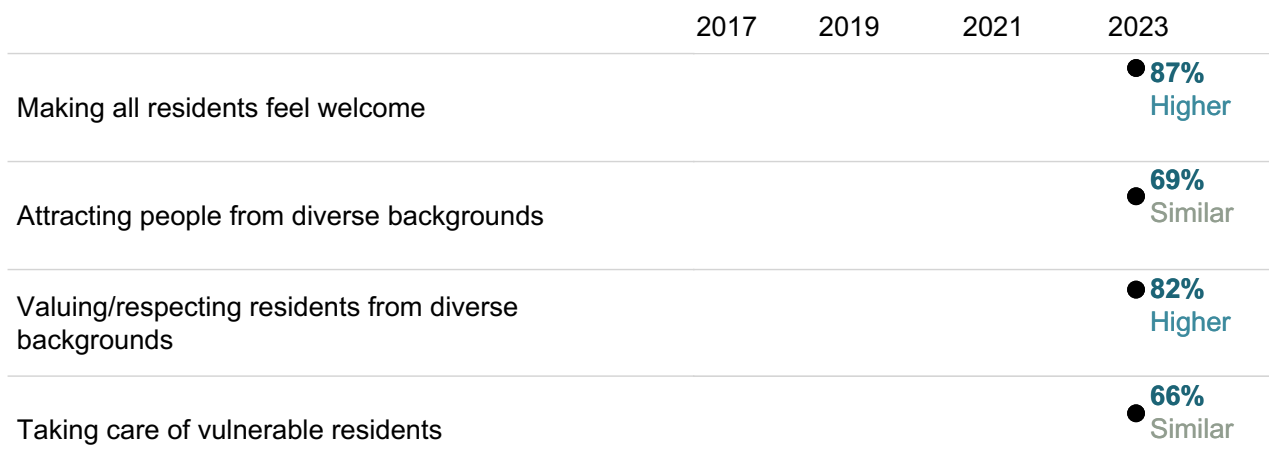 2017 2019 2021 2023
87%
Making all residents feel welcome Higher
69%
Attracting people from diverse backgrounds Similar
82%
Valuing/respecting residents from diverse
backgrounds
Higher
66%
Taking care of vulnerable residents Similar